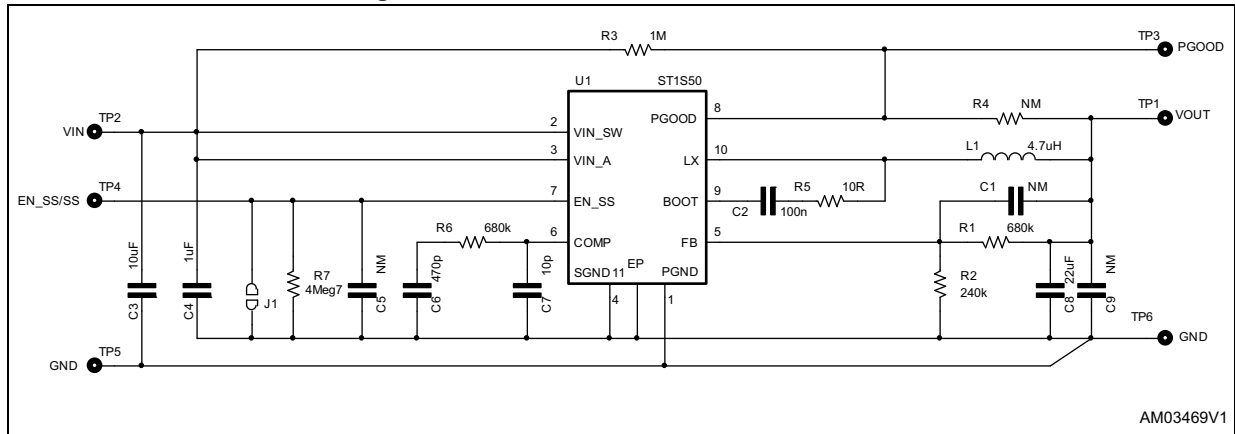 R3 1M
TP3
PGOOD
U1 ST1S50
TP2
VIN
2 VIN_SW
PGOOD 8
R4 NM
TP1
VOUT
3 VIN_A
LX 10
L1 4.7uH
TP4
EN_SS/SS
7 EN_SS
BOOT 9
C2 100n
R5 10R
C1 NM
R6 680k
6 COMP
FB 5
R1 680k
10uF
C3
1uF
C4
J1
R7
4Meg7
NM
C5
470p
C6
10p
C7
SGND 11 EP PGND
4
1
R2
240k
22uF
C8
NM
C9
TP6
GND
TP5
GND
AM03469V1